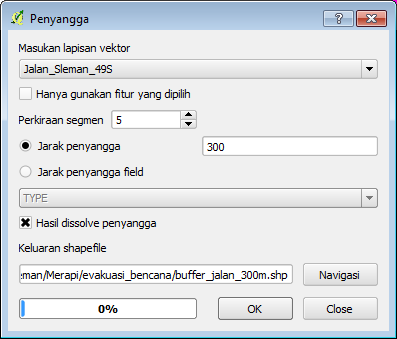 Penyangga
Masukan lapisan vektor
Jalan_Sleman_49S
Hanya gunakan fitur yang dipilih
Perkiraan segmen 5
Jarak penyangga 300
Jarak penyangga field
TYPE
Hasil dissolve penyangga
Keluaran shapefile
:man/Merapi/evakuasi_bencana/buffer_jalan_300m.shp Navigasi
0% OK Close